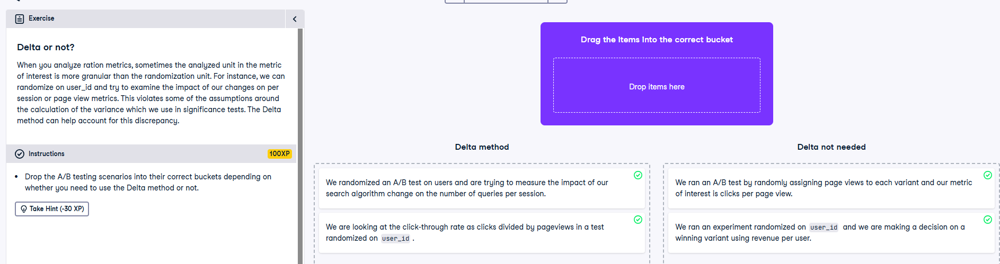 Exercise
Delta or not?
When you analyze ration metrics, sometimes the analyzed unit in the metric
of interest is more granular than the randomization unit. For instance, we can
randomize on user_id and try to examine the impact of our changes on per
session or page view metrics. This violates some of the assumptions around
the calculation of the variance which we use in significance tests. The Delta
method can help account for this discrepancy.
Instructions
100XP
Drop the A/B testing scenarios into their correct buckets depending on
whether you need to use the Delta method or not.
Take Hint (-30 XP)
Drag the Items Into the correct bucket
Drop items here
Delta method
We randomized an A/B test on users and are trying to measure the impact of our
search algorithm change on the number of queries per session.
We are looking at the click-through rate as clicks divided by pageviews in a test
randomized on user_id .
Delta not needed
We ran an A/B test by randomly assigning page views to each variant and our metric
of interest is clicks per page view.
We ran an experiment randomized on user_id and we are making a decision on a
winning variant using revenue per user.